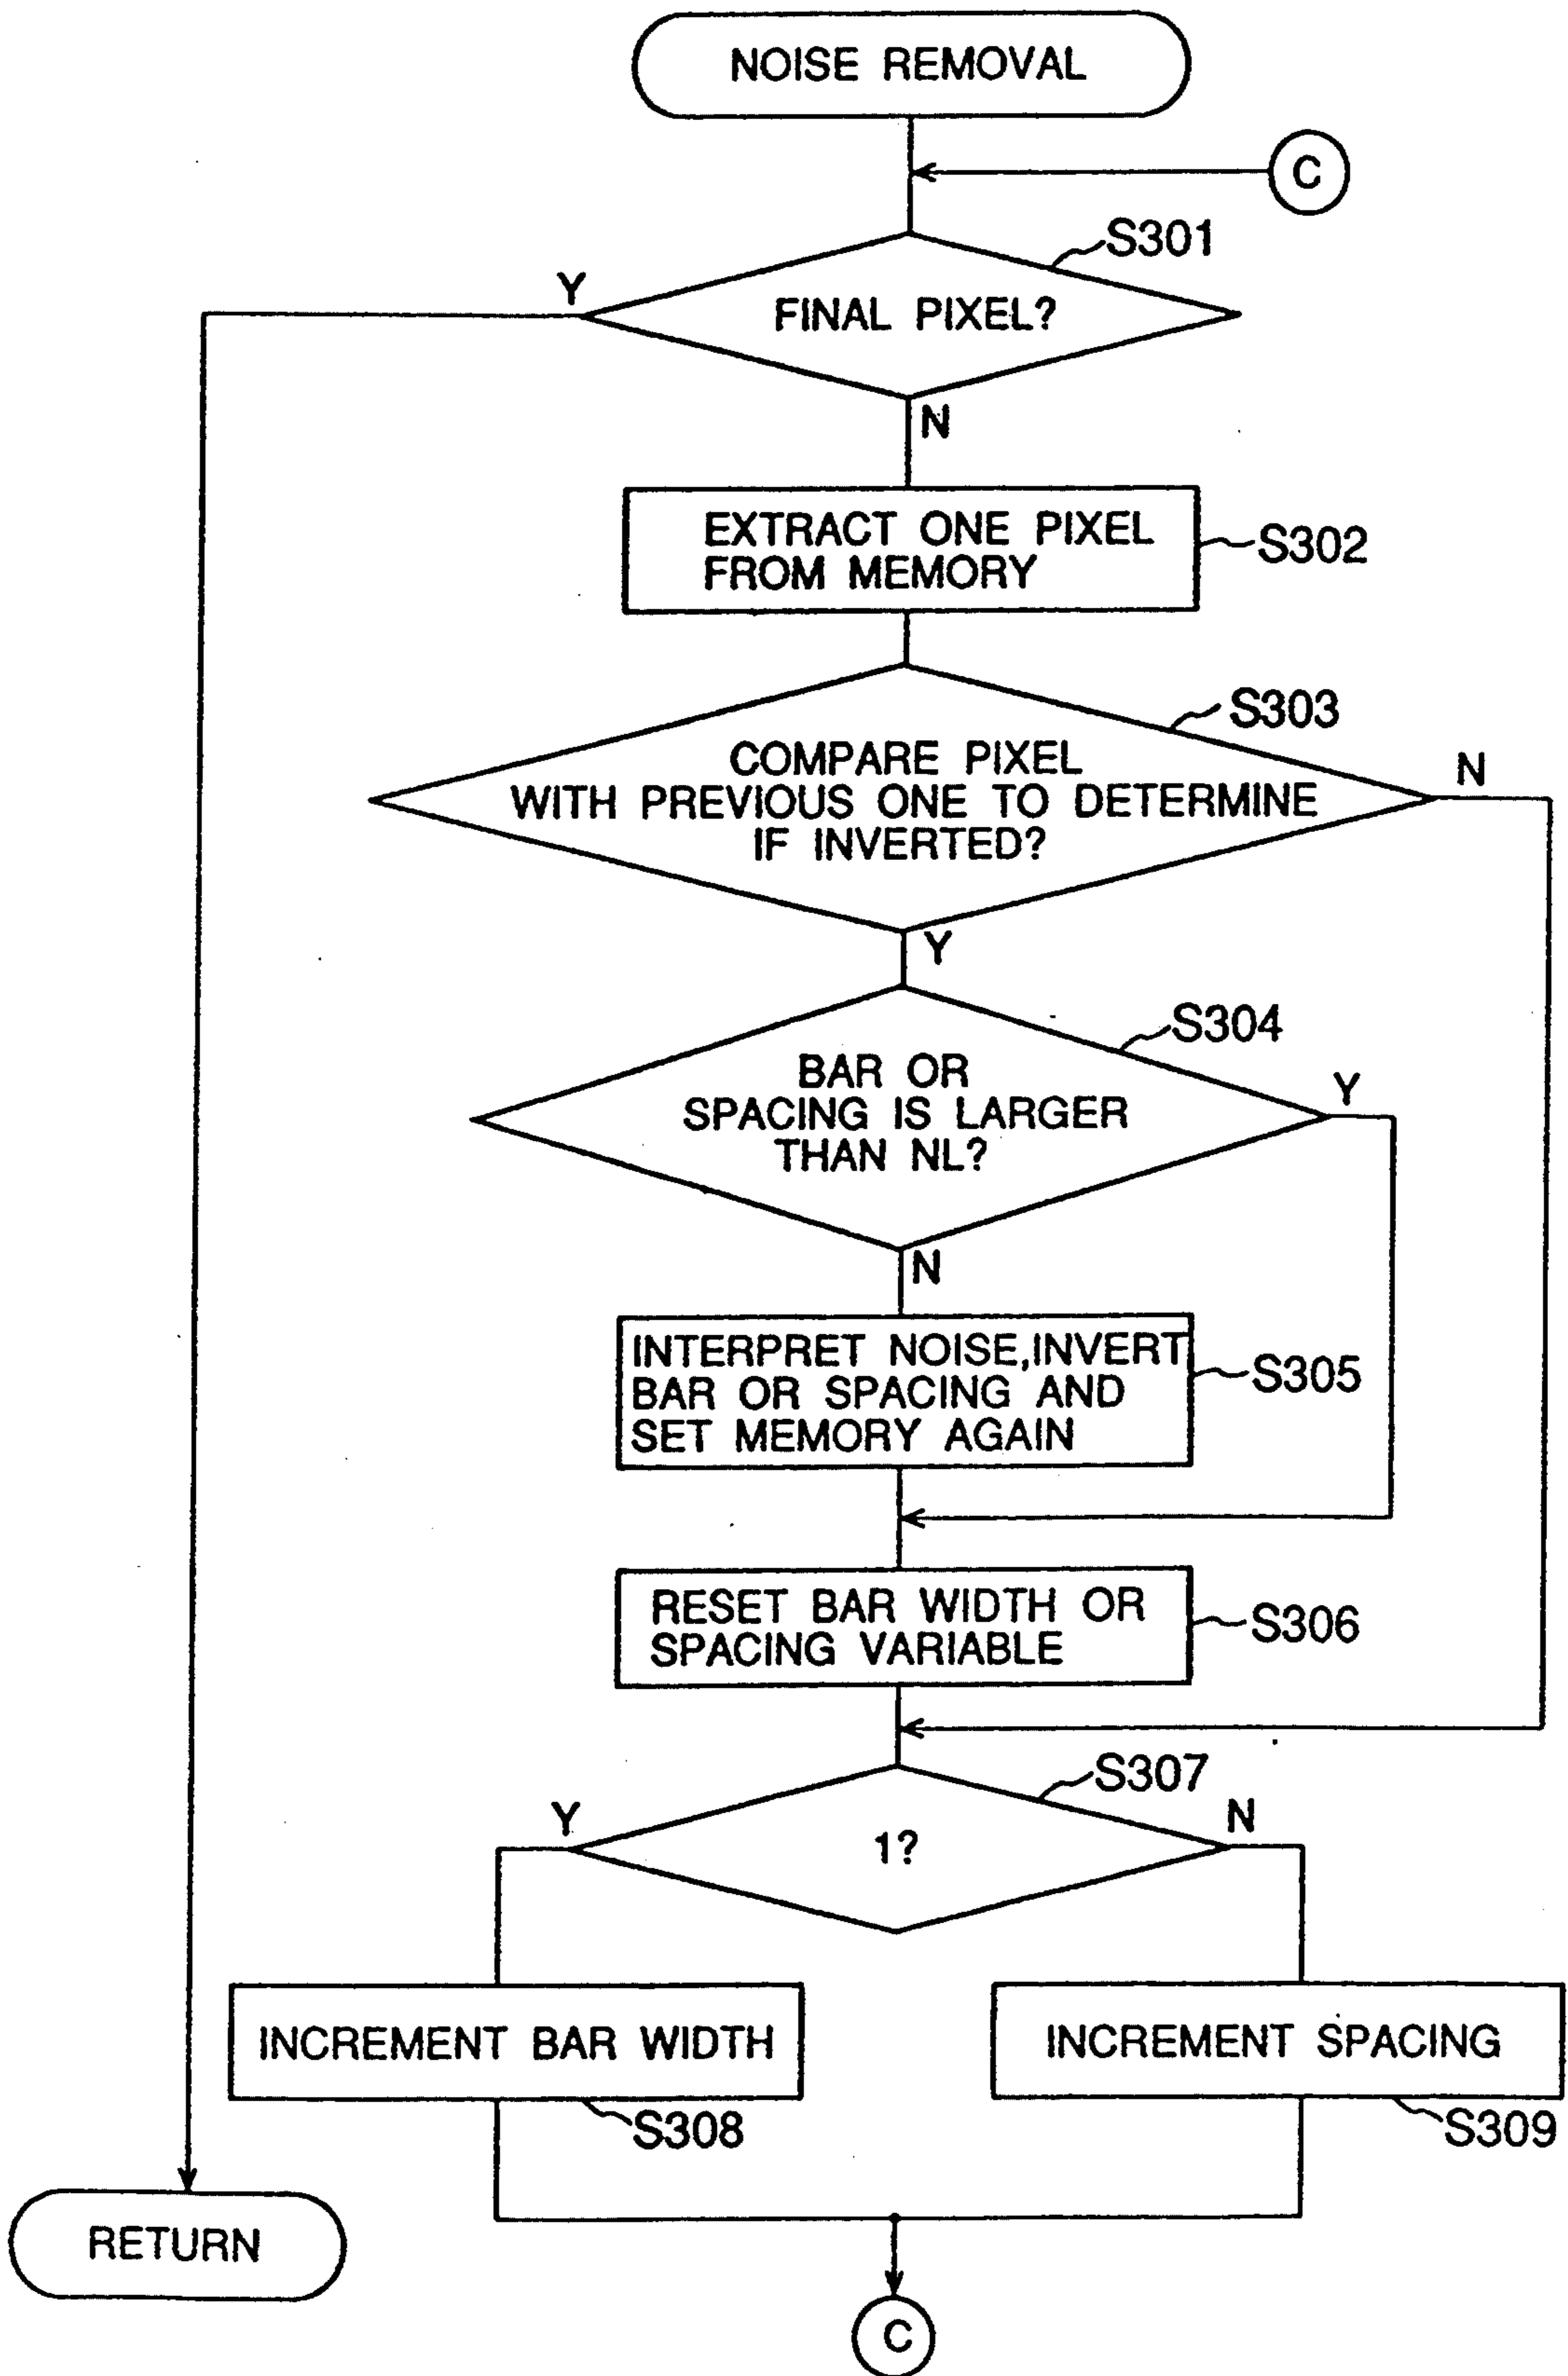 NOISE REMOVAL
C
S301
Y
FINAL PIXEL?
N
EXTRACT ONE PIXEL
FROM MEMORY
S302
S303
COMPARE PIXEL
WITH PREVIOUS ONE TO DETERMINE
IF INVERTED?
N
Y
S304
BAR OR
SPACING IS LARGER
THAN NL?
Y
N
INTERPRET NOISE,INVERT
BAR OR SPACING AND
SET MEMORY AGAIN
S305
RESET BAR WIDTH OR
SPACING VARIABLE
S306
S307
Y
1?
N
INCREMENT BAR WIDTH
INCREMENT SPACING
S308
S309
RETURN
C